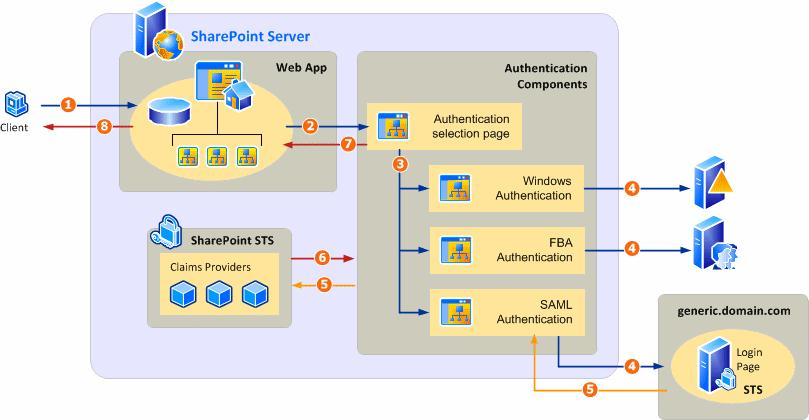 SharePoint Server
Web App
Authentication
Components
1
Client
8
2
7
Authentication
selection page
3
Windows
Authentication
4
FBA
Authentication
4
SharePoint STS
Claims Providers
6
5
SAML
Authentication
4
5
generic.domain.com
Login
Page
STS